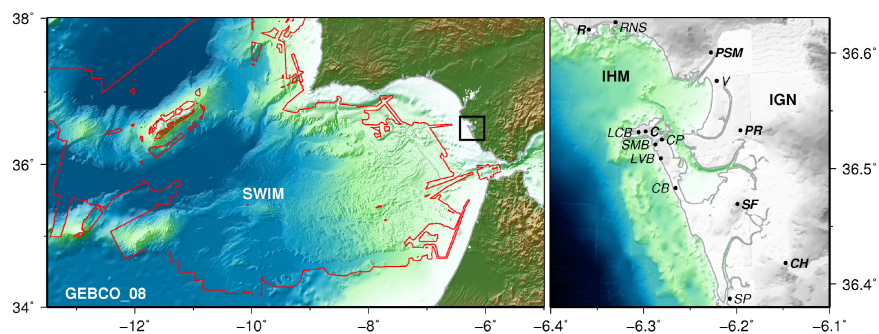 38°
36°
34°
−12°
−10°
−8°
−6°
SWIM
GEBCO_08
R
RNS
PSM
IHM
V
IGN
LCB
C
CP
PR
SMB
LVB
CB
SF
CH
SP
36.6°
36.5°
36.4°
−6.4°
−6.3°
−6.2°
−6.1°